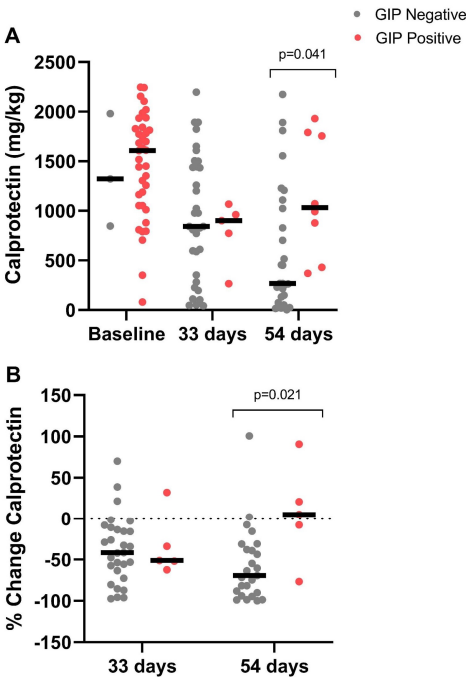 GIP Negative
GIP Positive
A
p=0.041
Calprotectin (mg/kg)
2500
2000
1500
1000
500
0
Baseline 33 days 54 days
B
p=0.021
% Change Calprotectin
150
100
50
0
-50
-100
-150
33 days 54 days